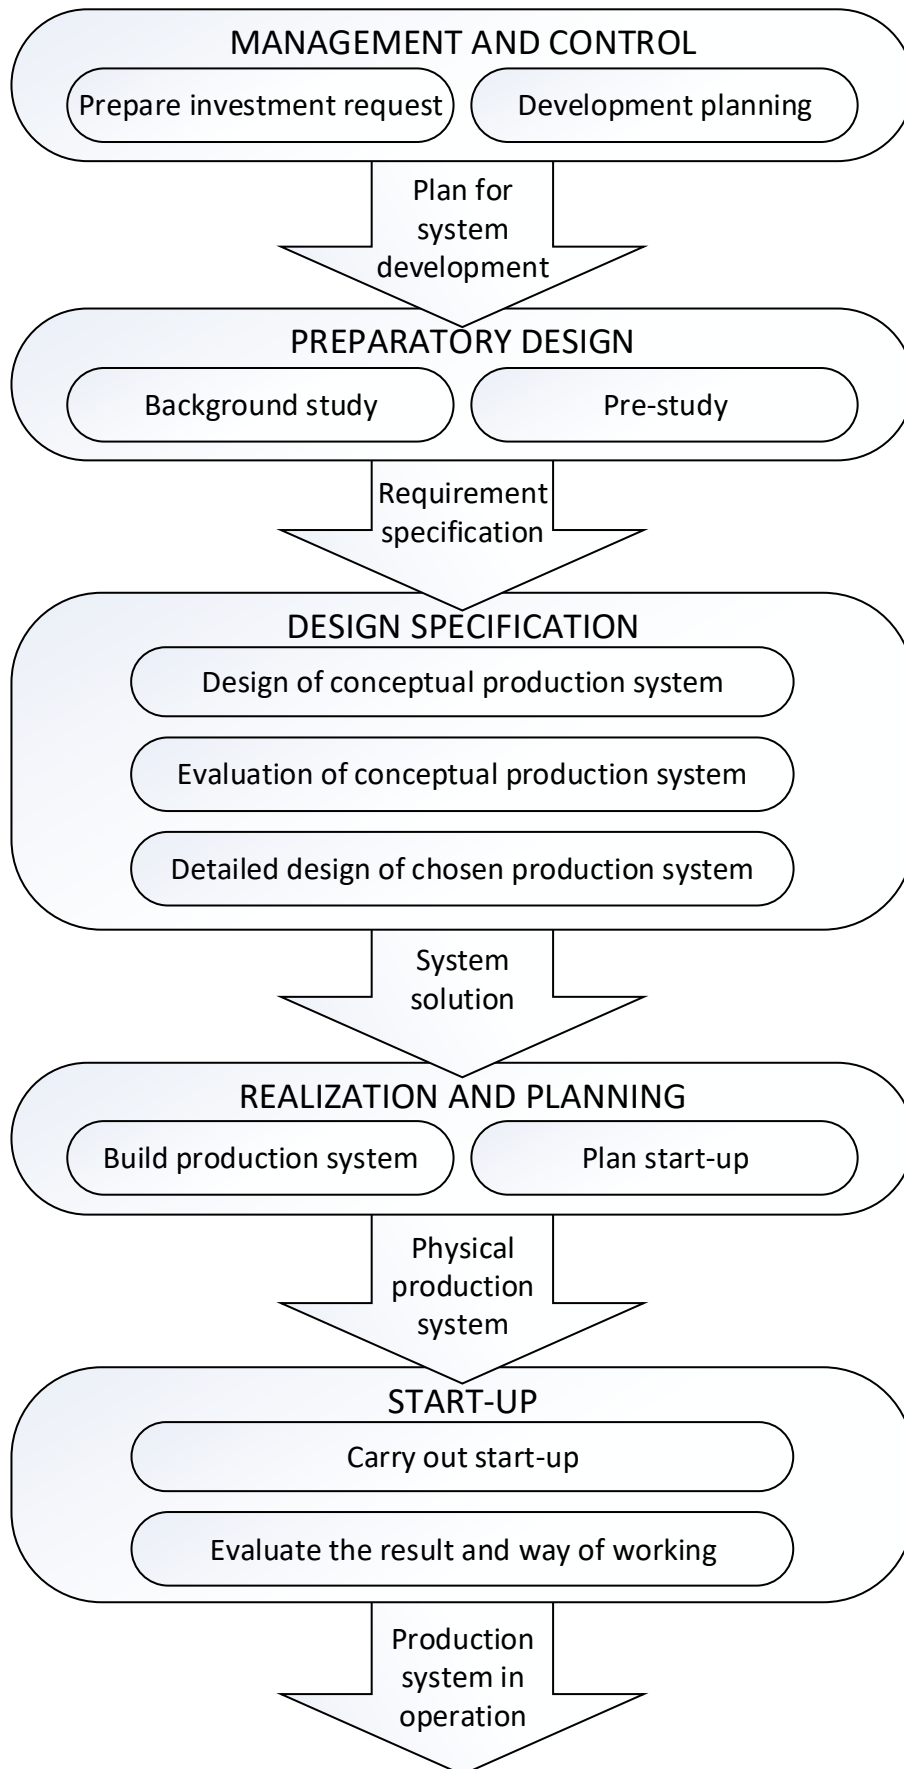 MANAGEMENT AND CONTROL
Prepare investment request
Development planning
Plan for
system
development
PREPARATORY DESIGN
Background study
Pre-study
Requirement
specification
DESIGN SPECIFICATION
Design of conceptual production system
Evaluation of conceptual production system
Detailed design of chosen production system
System
solution
REALIZATION AND PLANNING
Build production system
Plan start-up
Physical
production
system
START-UP
Carry out start-up
Evaluate the result and way of working
Production
system in
operation